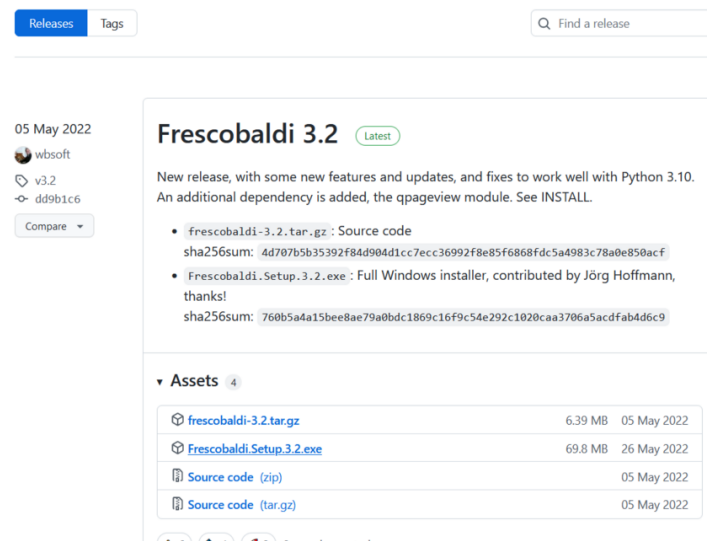 Releases
Tags
Find a release
05 May 2022
wbsoft
v3.2
dd9b1c6
Compare
Frescobaldi 3.2
Latest
New release, with some new features and updates, and fixes to work well with Python 3.10.
An additional dependency is added, the qpageview module. See INSTALL.
frescobaldi-3.2.tar.gz : Source code
sha256sum: 4d707b5b35392f84d904d1cc7ecc36992f8e85f6868fdc5a4983c78a0e850acf
Frescobaldi.Setup.3.2.exe : Full Windows installer, contributed by Jörg Hoffmann,
thanks!
sha256sum: 760b5a4a15bee8ae79a0bdc1869c16f9c54e292c1020caa3706a5acdfab4d6c9
Assets 4
frescobaldi-3.2.tar.gz 6.39 MB 05 May 2022
Frescobaldi.Setup.3.2.exe 69.8 MB 26 May 2022
Source code (zip) 05 May 2022
Source code (tar.gz) 05 May 2022